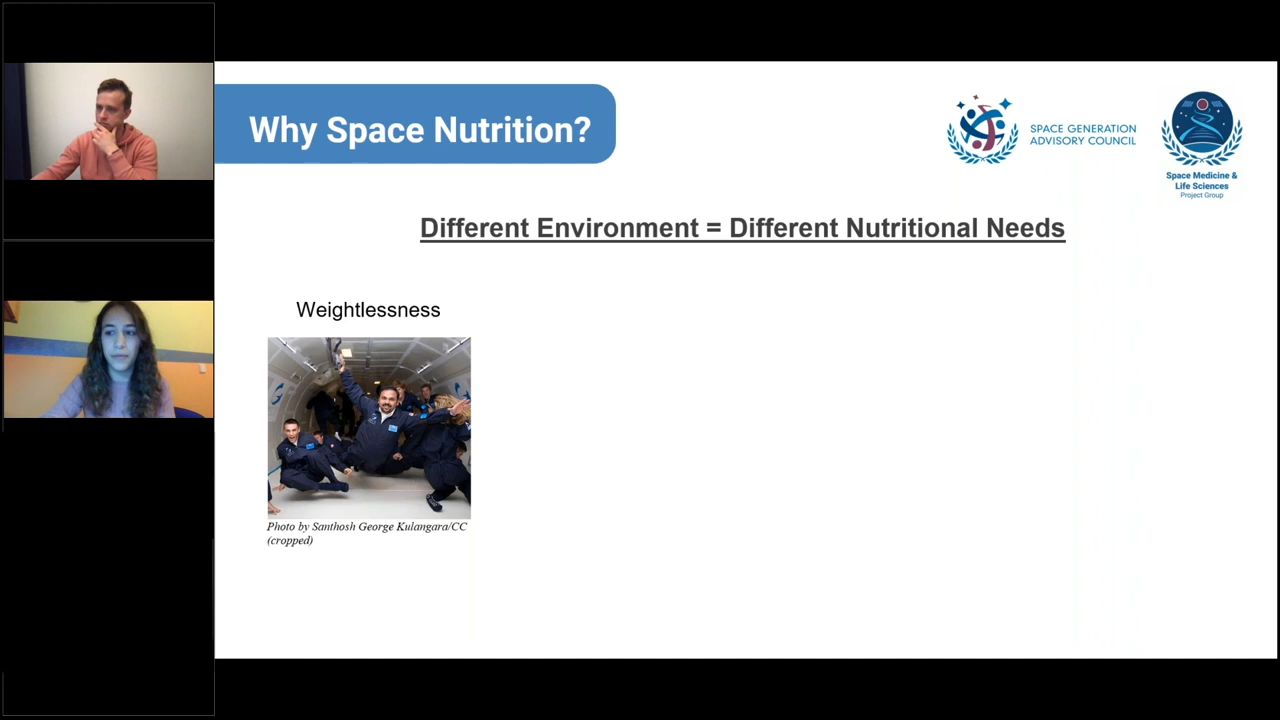 Why Space Nutrition?
SPACE GENERATION
ADVISORY COUNCIL
Space Medicine &
Life Sciences
Project Group
Different Environment = Different Nutritional Needs
Weightlessness
Photo by Santhosh George Kulangara/CC
(cropped)